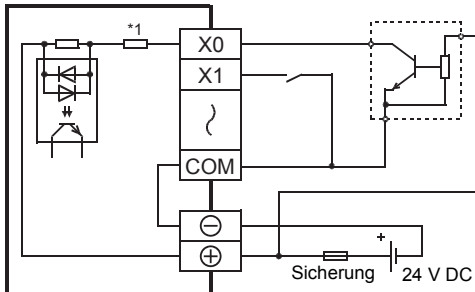 *1
X0
X1
COM
−
+
+
Sicherung
24 V DC